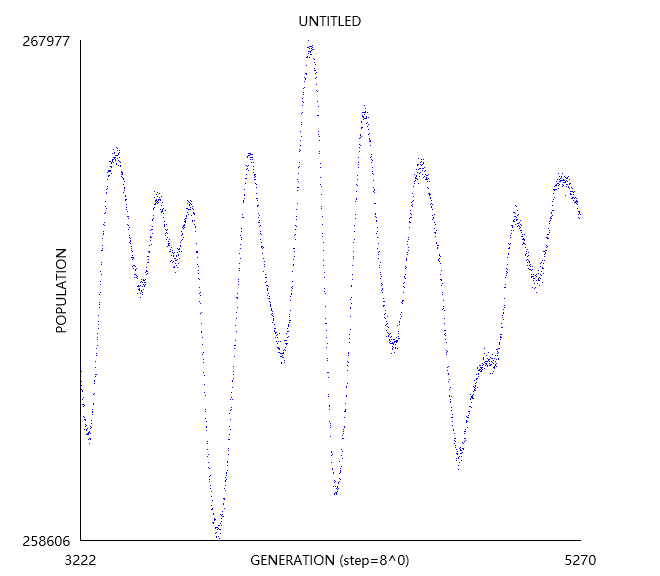 UNTITLED
267977
POPULATION
258606
3222
GENERATION (step=8^0)
5270